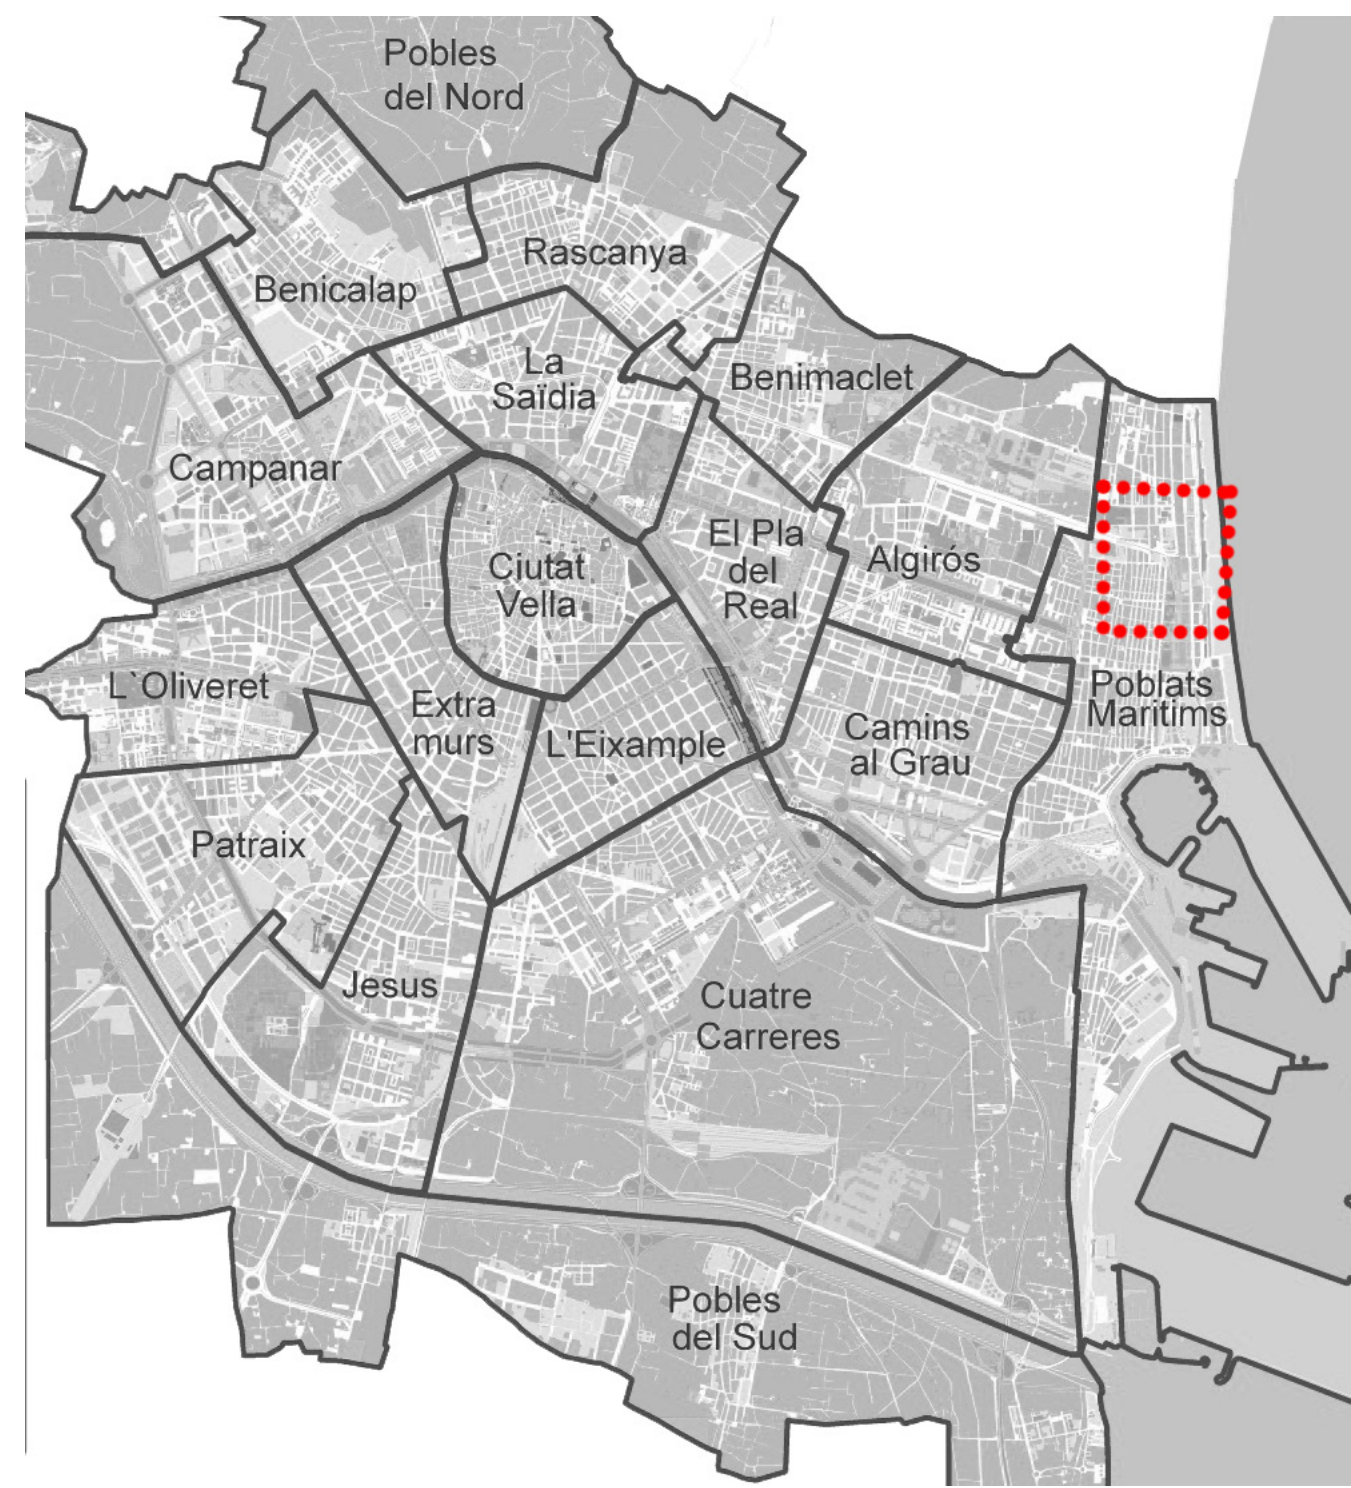 Pobles
del Nord
Rascanya
Benicalap
La
Saïdia
Benimaclet
Campanar
El Pla
del
Real
Algirós
Ciutat
Vella
L`Oliveret
Extra
murs
L'Eixample
Camins
al Grau
Poblats
Maritims
Patraix
Jesus
Cuatre
Carreres
Pobles
del Sud